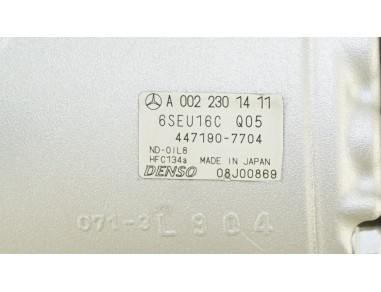 A 002 230 14 11
6SEU16C Q05
447190-7704
ND-OIL8
HFC134a MADE IN JAPAN
DENSO 08J00869
071-3L904